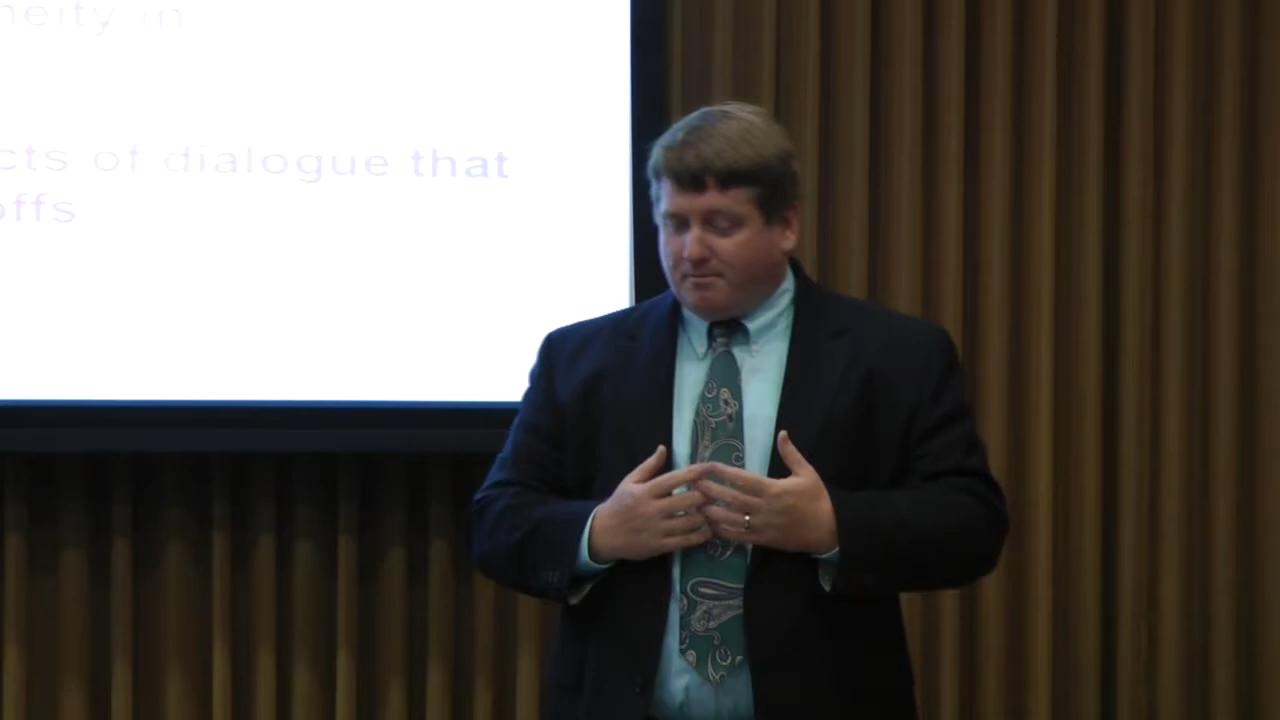 neity in
cts of dialogue that
offs